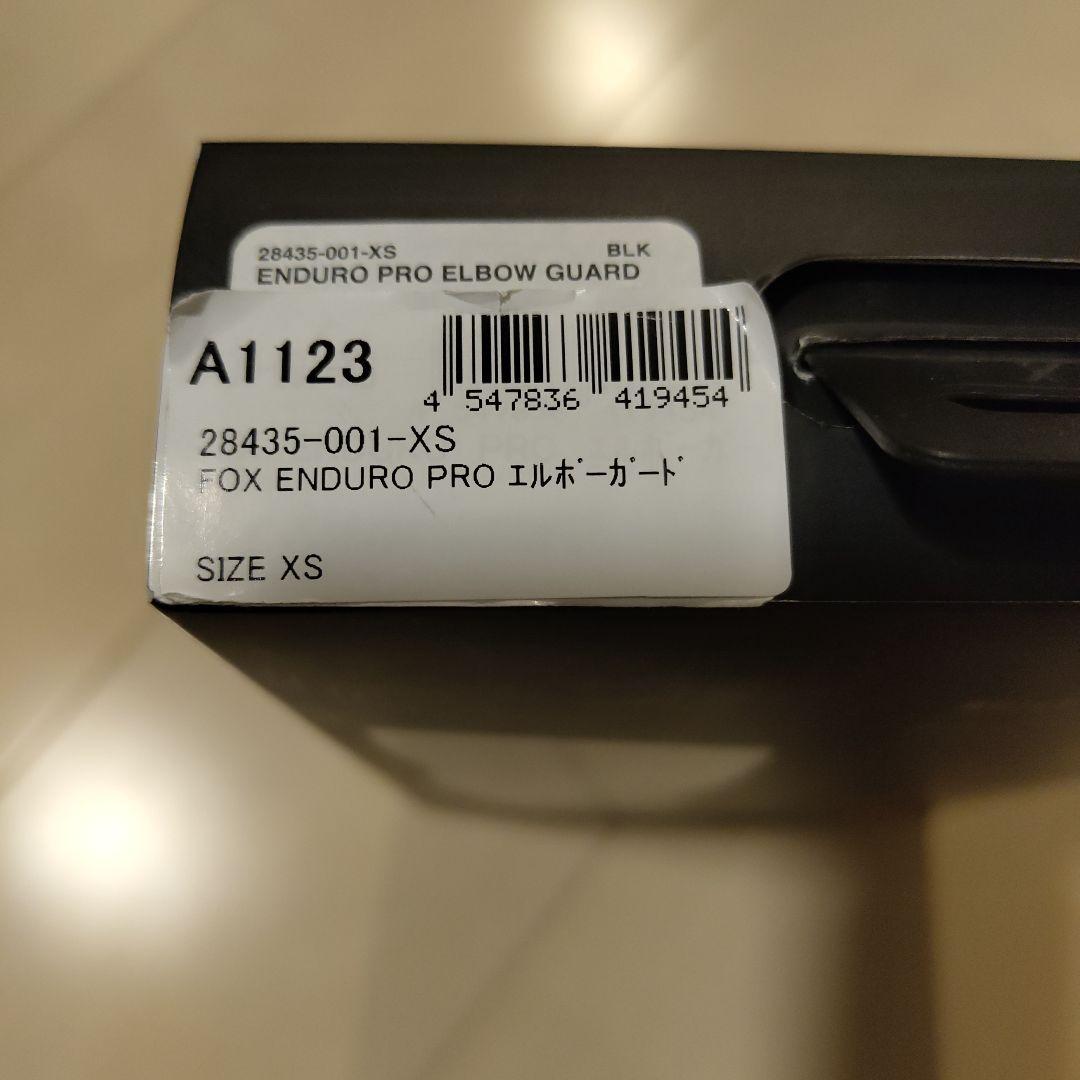 28435-001-XS BLK
ENDURO PRO ELBOW GUARD
A1123
4 547836 419454
28435-001-XS
FOX ENDURO PRO エルボーガード
SIZE XS